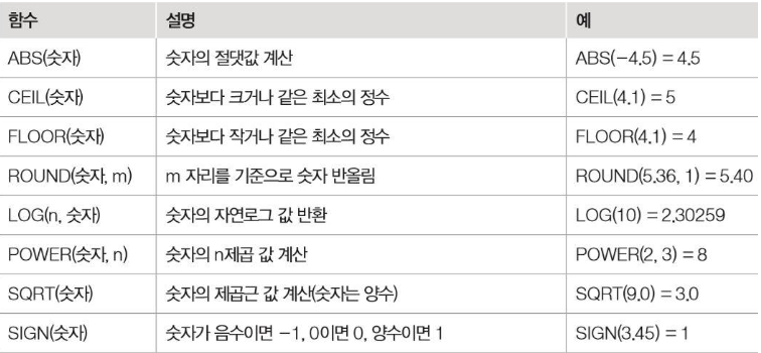 함수 설명 예
ABS(숫자) 숫자의 절댓값 계산 ABS(-4.5) = 4.5
CEIL(숫자) 숫자보다 크거나 같은 최소의 정수 CEIL(4.1) = 5
FLOOR(숫자) 숫자보다 작거나 같은 최소의 정수 FLOOR(4.1) = 4
ROUND(숫자, m) m 자리를 기준으로 숫자 반올림 ROUND(5.36, 1) = 5.40
LOG(n, 숫자) 숫자의 자연로그 값 반환 LOG(10) = 2.30259
POWER(숫자, n) 숫자의 n제곱 값 계산 POWER(2, 3) = 8
SQRT(숫자) 숫자의 제곱근 값 계산(숫자는 양수) SQRT(9.0) = 3.0
SIGN(숫자) 숫자가 음수이면 -1, 0이면 0, 양수이면 1 SIGN(3.45) = 1